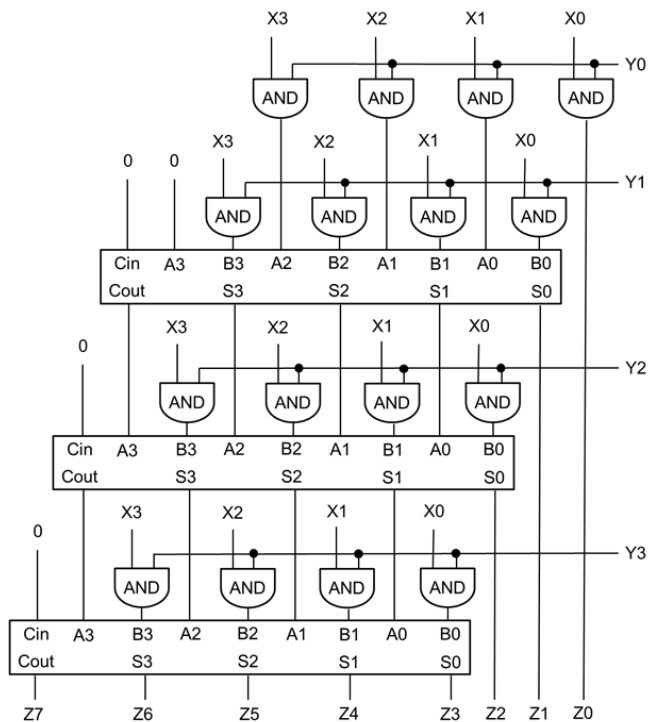 X3 X2 X1 X0
Y0
AND AND AND AND
X3 X2 X1 X0
0 0
Y1
AND AND AND AND
Cin A3 B3 A2 B2 A1 B1 A0 B0
Cout S3 S2 S1 S0
X3 X2 X1 X0
0
Y2
AND AND AND AND
Cin A3 B3 A2 B2 A1 B1 A0 B0
Cout S3 S2 S1 S0
X3 X2 X1 X0
0
Y3
AND AND AND AND
Cin A3 B3 A2 B2 A1 B1 A0 B0
Cout S3 S2 S1 S0
Z7 Z6 Z5 Z4 Z3 Z2 Z1 Z0